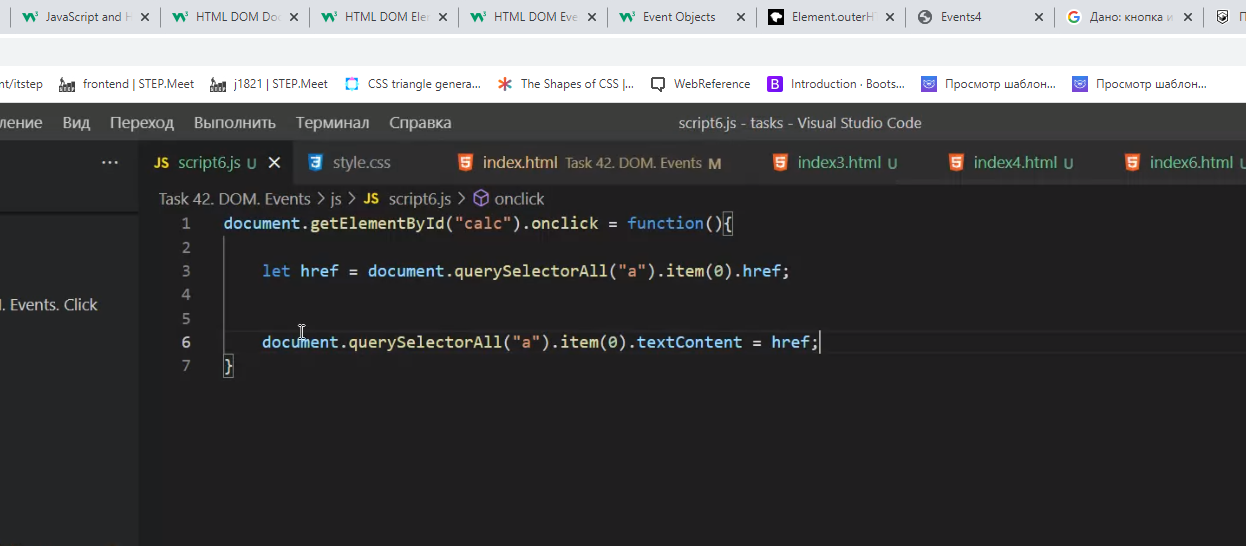 JavaScript and H
HTML DOM Doc
HTML DOM Ele
HTML DOM Eve
Event Objects
Element.outerH
Events4
Дано: кнопка и
nt/itstep
frontend | STEP.Meet
j1821 | STEP.Meet
CSS triangle genera...
The Shapes of CSS |...
WebReference
B Introduction · Boots...
Просмотр шаблон...
Просмотр шаблон...
ление Вид Переход Выполнить Терминал Справка
script6.js - tasks - Visual Studio Code
... JS script6.js U
style.css
index.html Task 42. DOM. Events M
index3.html U
index4.html U
index6.html U
Task 42. DOM. Events > js > JS script6.js > onclick
1 document.getElementById("calc").onclick = function(){
2
3 let href = document.querySelectorAll("a").item(0).href;
4
5
6 document.querySelectorAll("a").item(0).textContent = href;
7 }
. Events. Click